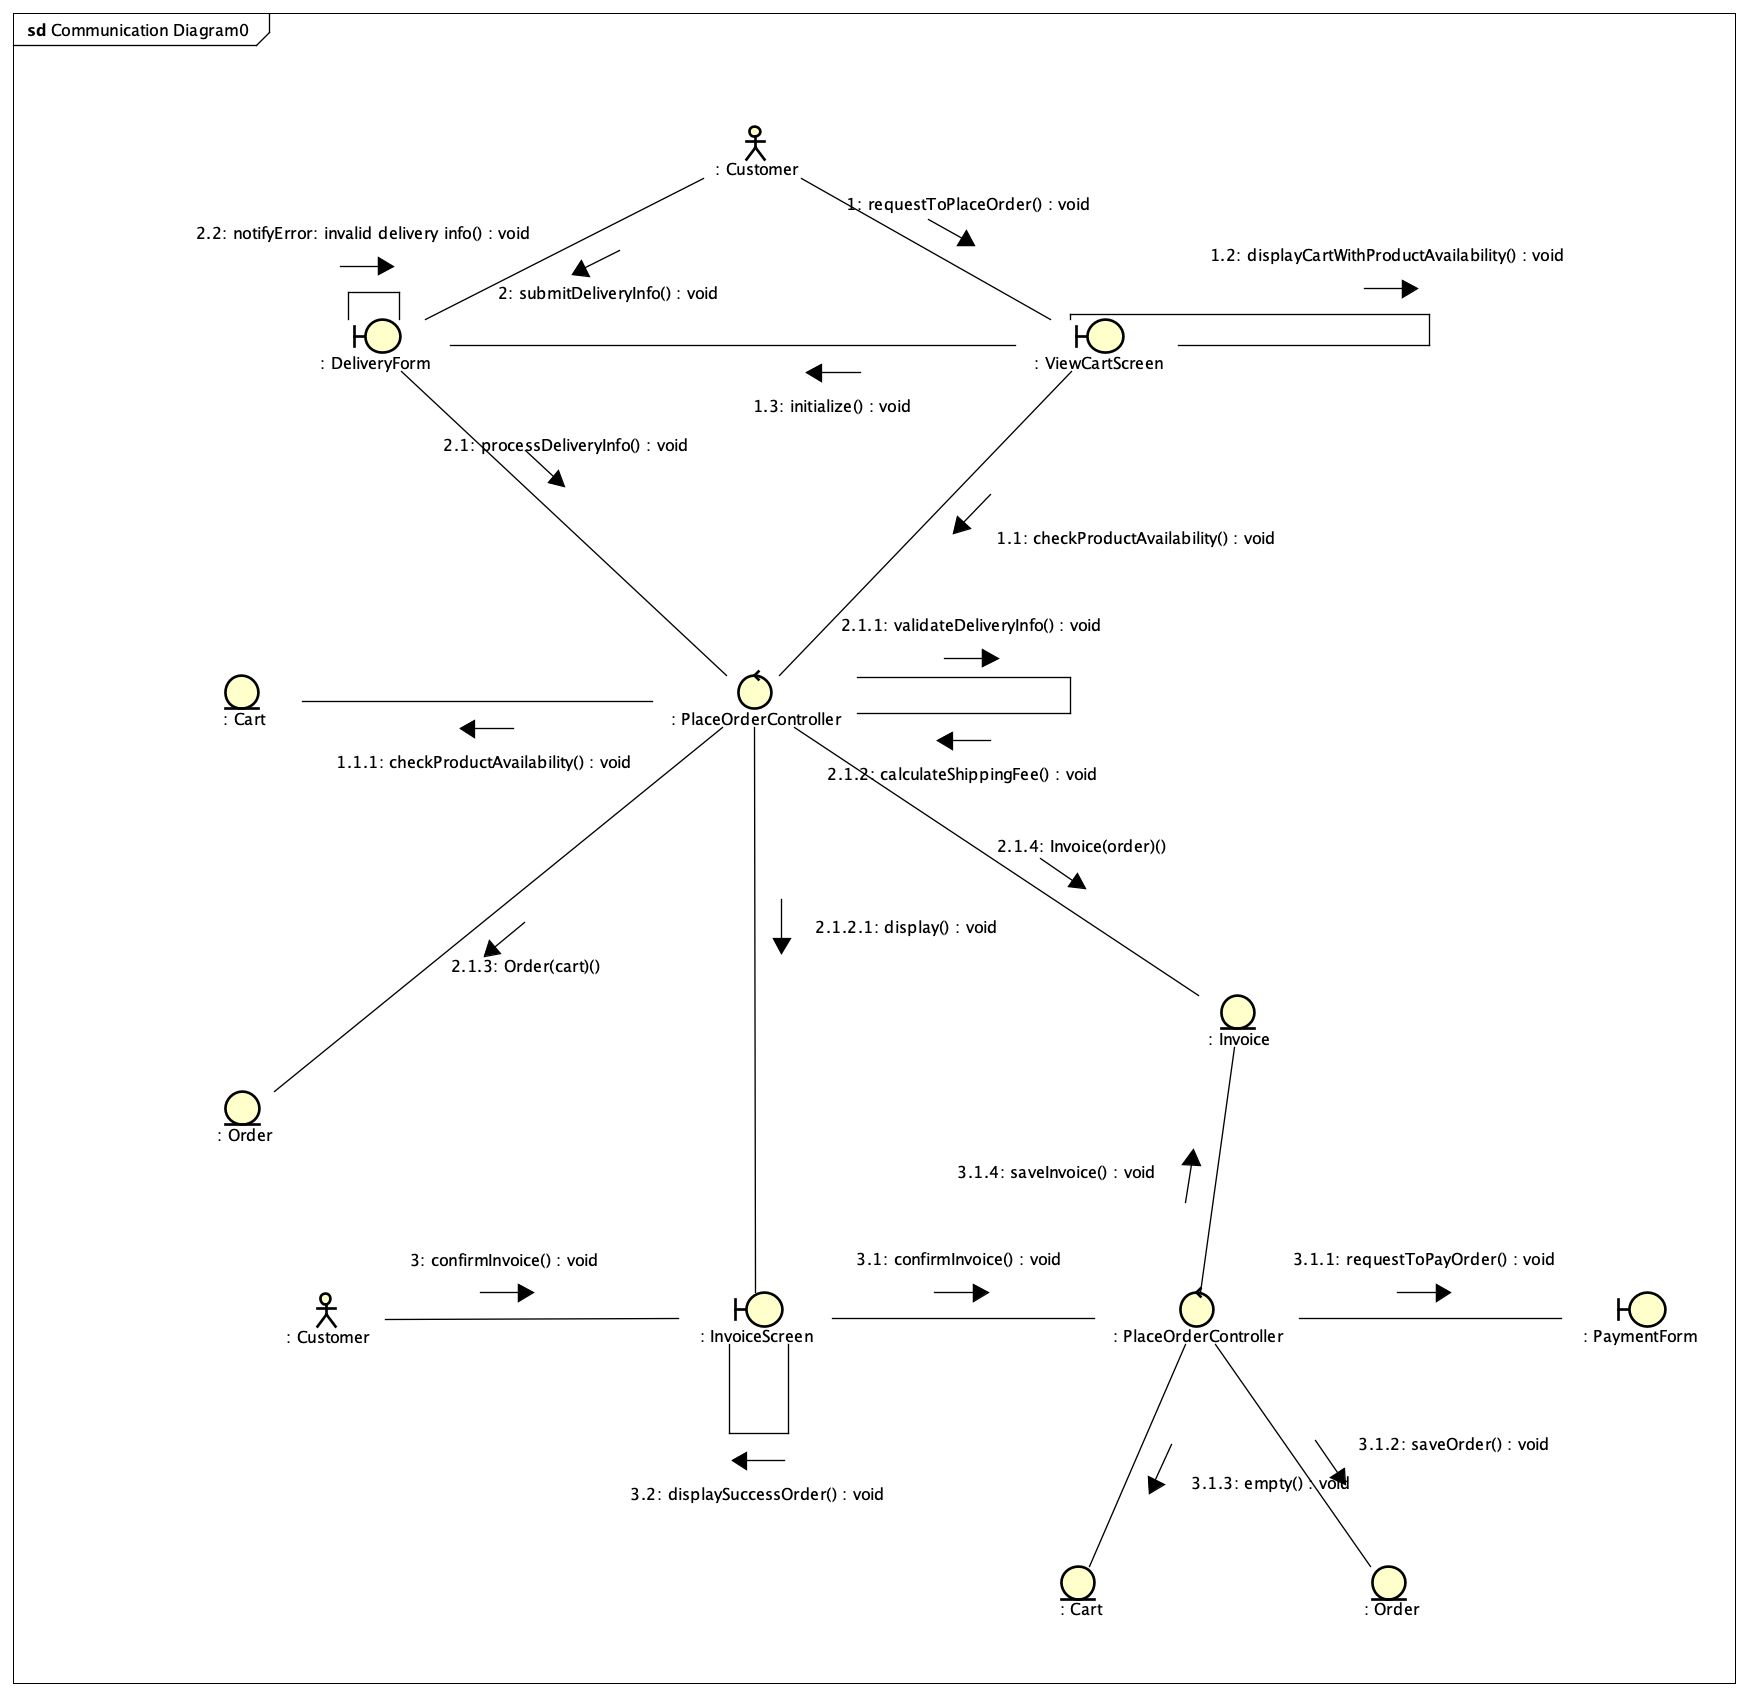 sd Communication Diagram0
: Customer
1: requestToPlaceOrder() : void
2.2: notifyError: invalid delivery info() : void
1.2: displayCartWithProductAvailability() : void
2: submitDeliveryInfo() : void
: DeliveryForm
: ViewCartScreen
1.3: initialize() : void
2.1: processDeliveryInfo() : void
1.1: checkProductAvailability() : void
2.1.1: validateDeliveryInfo() : void
: Cart
: PlaceOrderController
1.1.1: checkProductAvailability() : void
2.1.2: calculateShippingFee() : void
2.1.4: Invoice(order)()
2.1.2.1: display() : void
2.1.3: Order(cart)()
: Invoice
: Order
3.1.4: saveInvoice() : void
3: confirmInvoice() : void
3.1: confirmInvoice() : void
3.1.1: requestToPayOrder() : void
: Customer
: InvoiceScreen
: PlaceOrderController
: PaymentForm
3.1.2: saveOrder() : void
3.1.3: empty() : void
3.2: displaySuccessOrder() : void
: Cart
: Order